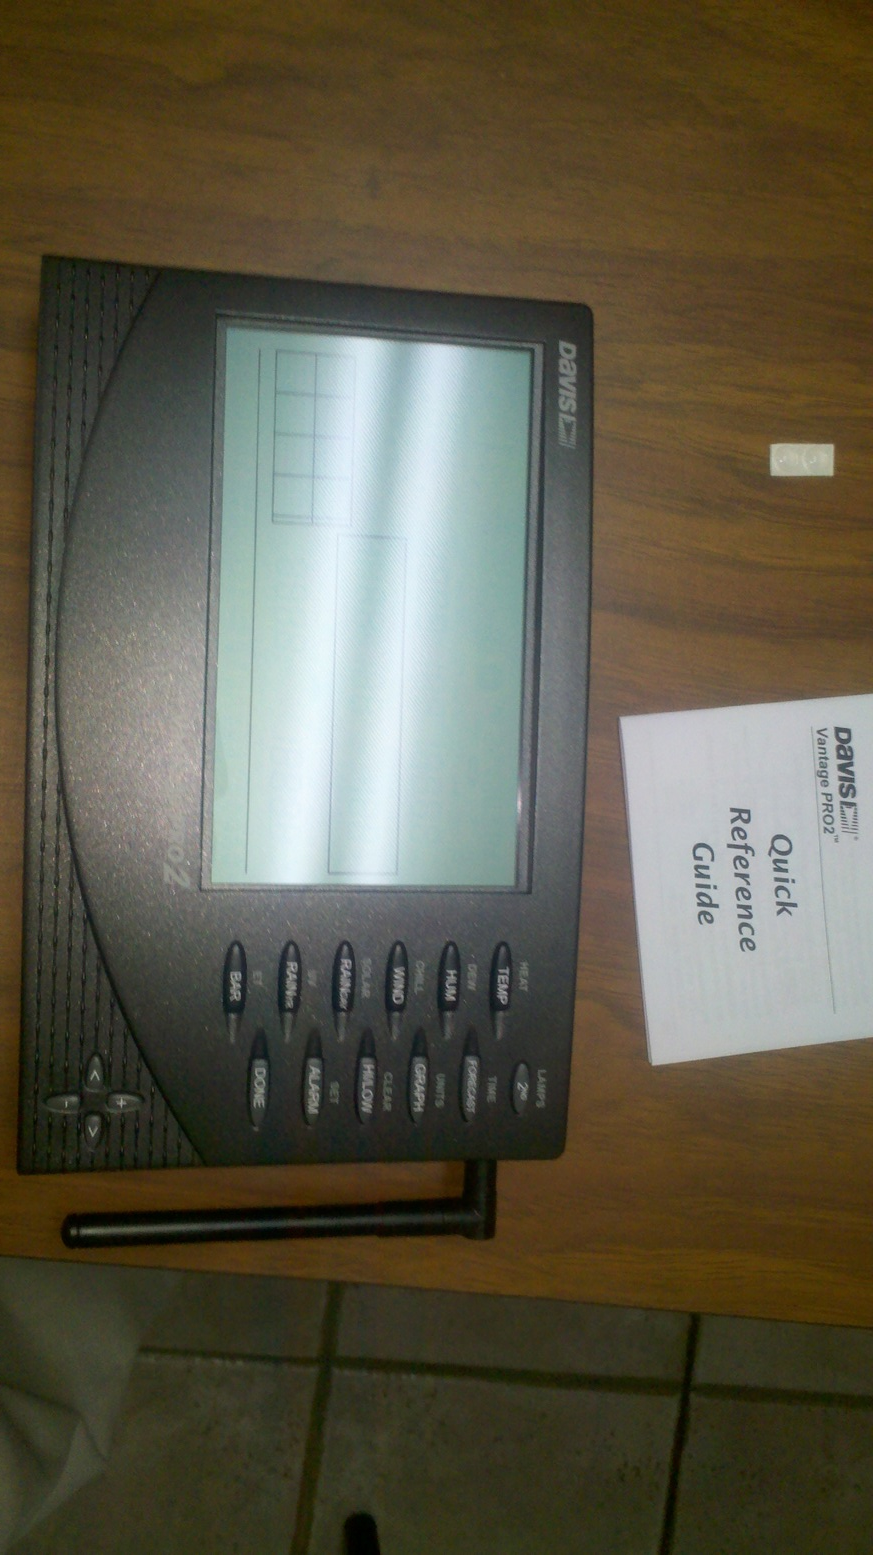 DAVIS
PRO2
HEAT
TEMP
DEW
HUM
CHILL
WIND
SOLAR
RAINDAY
UV
RAINYR
ET
BAR
LAMPS
2ND
TIME
FORECAST
UNITS
GRAPH
CLEAR
HI/LOW
SET
ALARM
DONE
<
+
-
>
DAVIS®
Vantage PRO2™
Quick
Reference
Guide